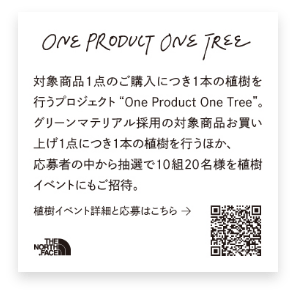 ONE PRODUCT ONE TREE
対象商品1点のご購入につき1本の植樹を
行うプロジェクト “One Product One Tree”。
グリーンマテリアル採用の対象商品お買い
上げ1点につき1本の植樹を行うほか、
応募者の中から抽選で10組20名様を植樹
イベントにもご招待。
植樹イベント詳細と応募はこちら →
THE
NORTH
FACE